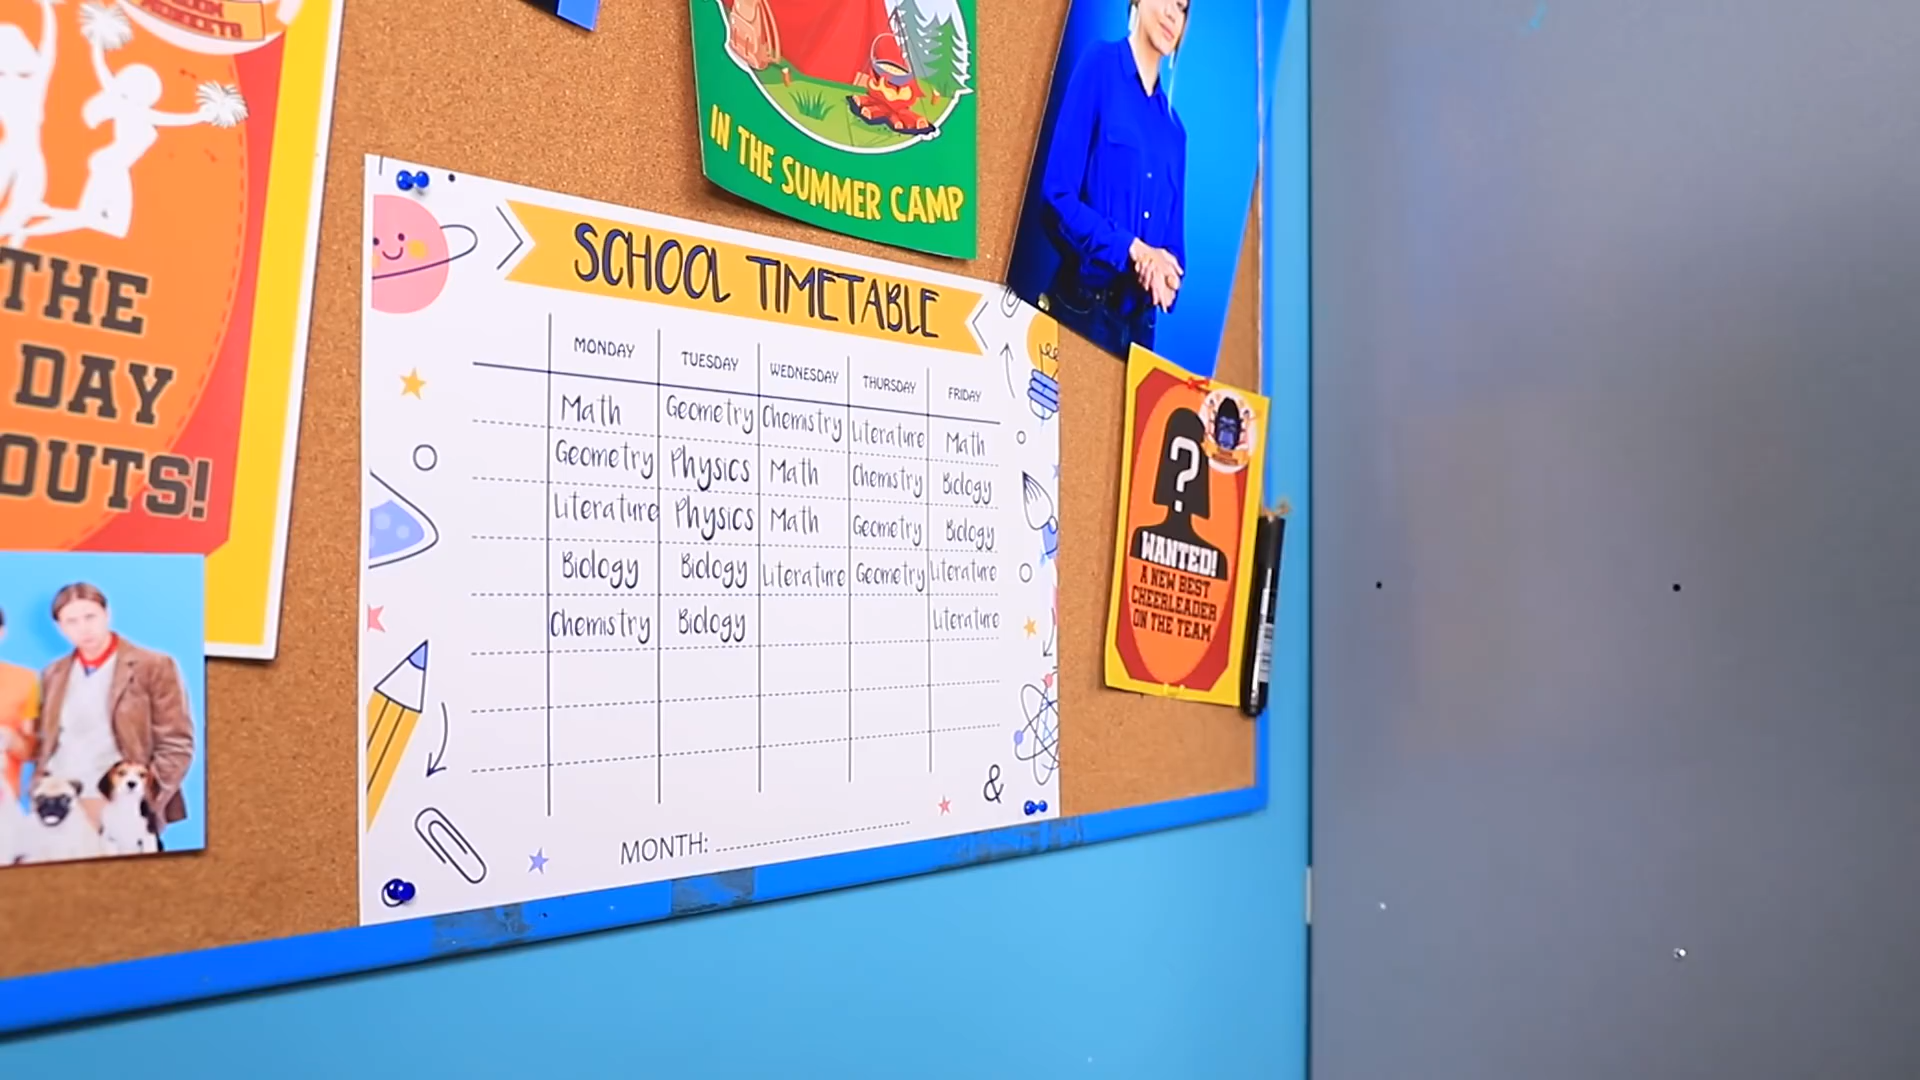 THE
DAY
OUTS!
IN THE SUMMER CAMP
SCHOOL TIMETABLE
MONDAY TUESDAY WEDNESDAY THURSDAY FRIDAY
Math Geometry Chemistry Literature Math
Geometry Physics Math Chemistry Biology
Literature Physics Math Geometry Biology
Biology Biology Literature Geometry Literature
Chemistry Biology Literature
&
MONTH:
?
WANTED!
A NEW BEST
CHEERLEADER
ON THE TEAM